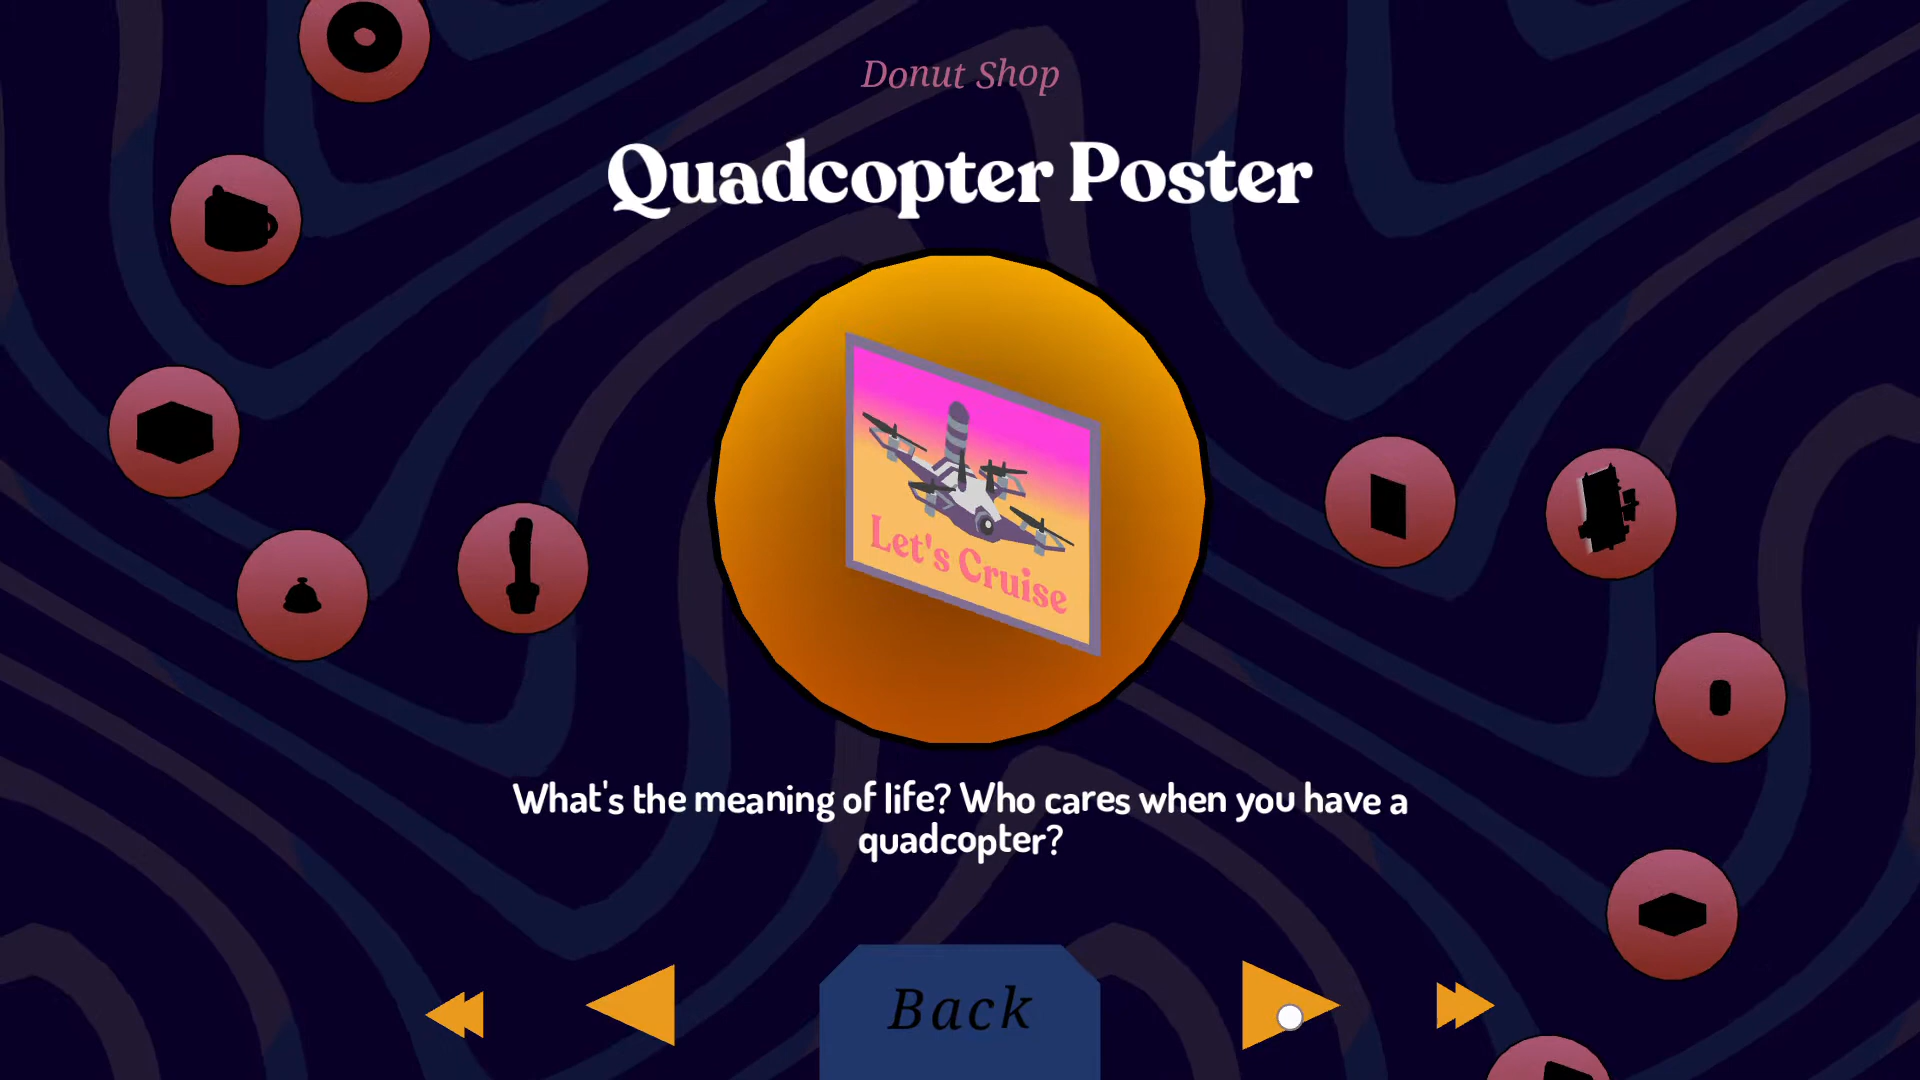 Donut Shop
Quadcopter Poster
Let's Cruise
What's the meaning of life? Who cares when you have a
quadcopter?
Back